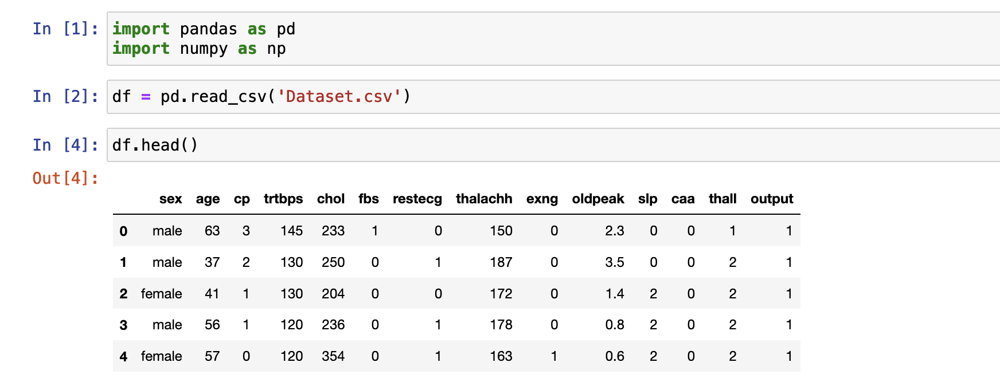 In [1]: import pandas as pd
import numpy as np
In [2]: df = pd.read_csv('Dataset.csv')
In [4]: df.head()
Out[4]:
sex age cp trtbps chol fbs restecg thalachh exng oldpeak slp caa thall output
0 male 63 3 145 233 1 0 150 0 2.3 0 0 1 1
1 male 37 2 130 250 0 1 187 0 3.5 0 0 2 1
2 female 41 1 130 204 0 0 172 0 1.4 2 0 2 1
3 male 56 1 120 236 0 1 178 0 0.8 2 0 2 1
4 female 57 0 120 354 0 1 163 1 0.6 2 0 2 1